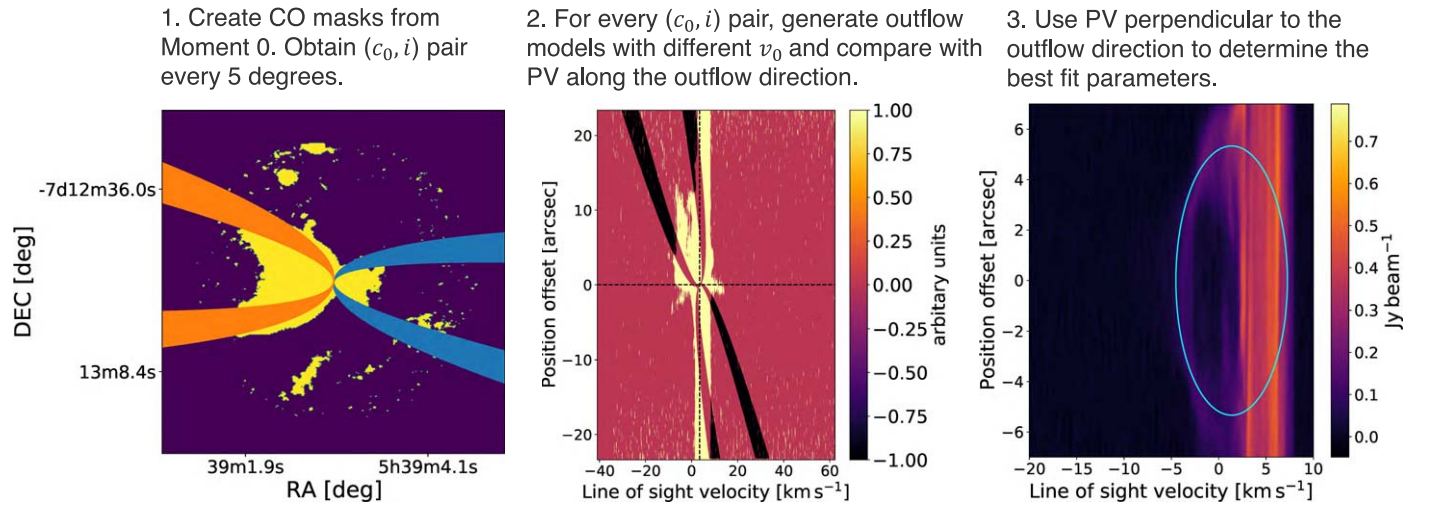 1. Create CO masks from
Moment 0. Obtain (c₀, i) pair
every 5 degrees.
2. For every (c₀, i) pair, generate outflow
models with different v₀ and compare with
PV along the outflow direction.
3. Use PV perpendicular to the
outflow direction to determine the
best fit parameters.
DEC [deg]
-7d12m36.0s
13m8.4s
39m1.9s
5h39m4.1s
RA [deg]
Position offset [arcsec]
20
10
0
−10
−20
−40
−20
0
20
40
60
Line of sight velocity [km s⁻¹]
1.00
0.75
0.50
0.25
0.00
−0.25
−0.50
−0.75
−1.00
arbitary units
Position offset [arcsec]
6
4
2
0
−2
−4
−6
−20
−15
−10
−5
0
5
10
Line of sight velocity [km s⁻¹]
0.7
0.6
0.5
0.4
0.3
0.2
0.1
0.0
Jy beam⁻¹